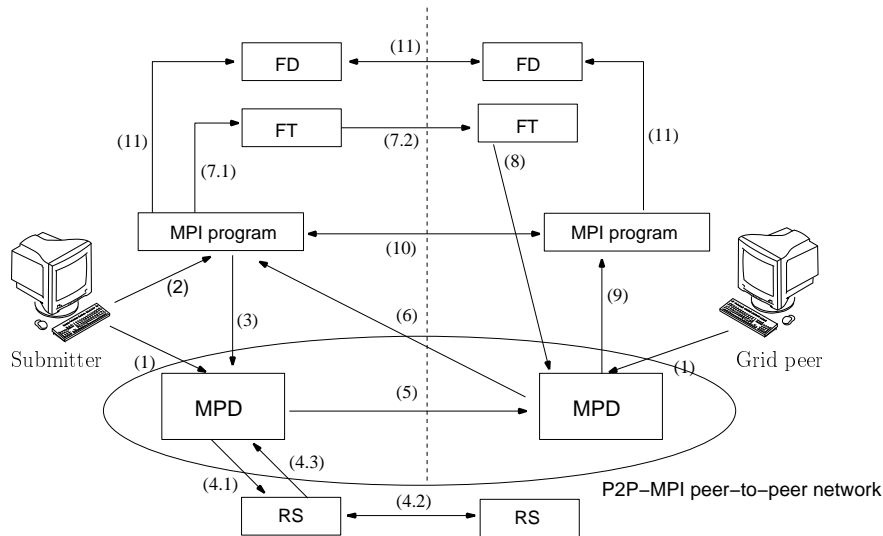 FD
(11)
FD
FT
(7.2)
FT
(11)
(7.1)
(8)
(11)
MPI program
(10)
MPI program
(2)
(3)
(6)
(9)
Submitter
(1)
Grid peer
(1)
MPD
(5)
MPD
(4.1)
(4.3)
P2P–MPI peer–to–peer network
RS
(4.2)
RS